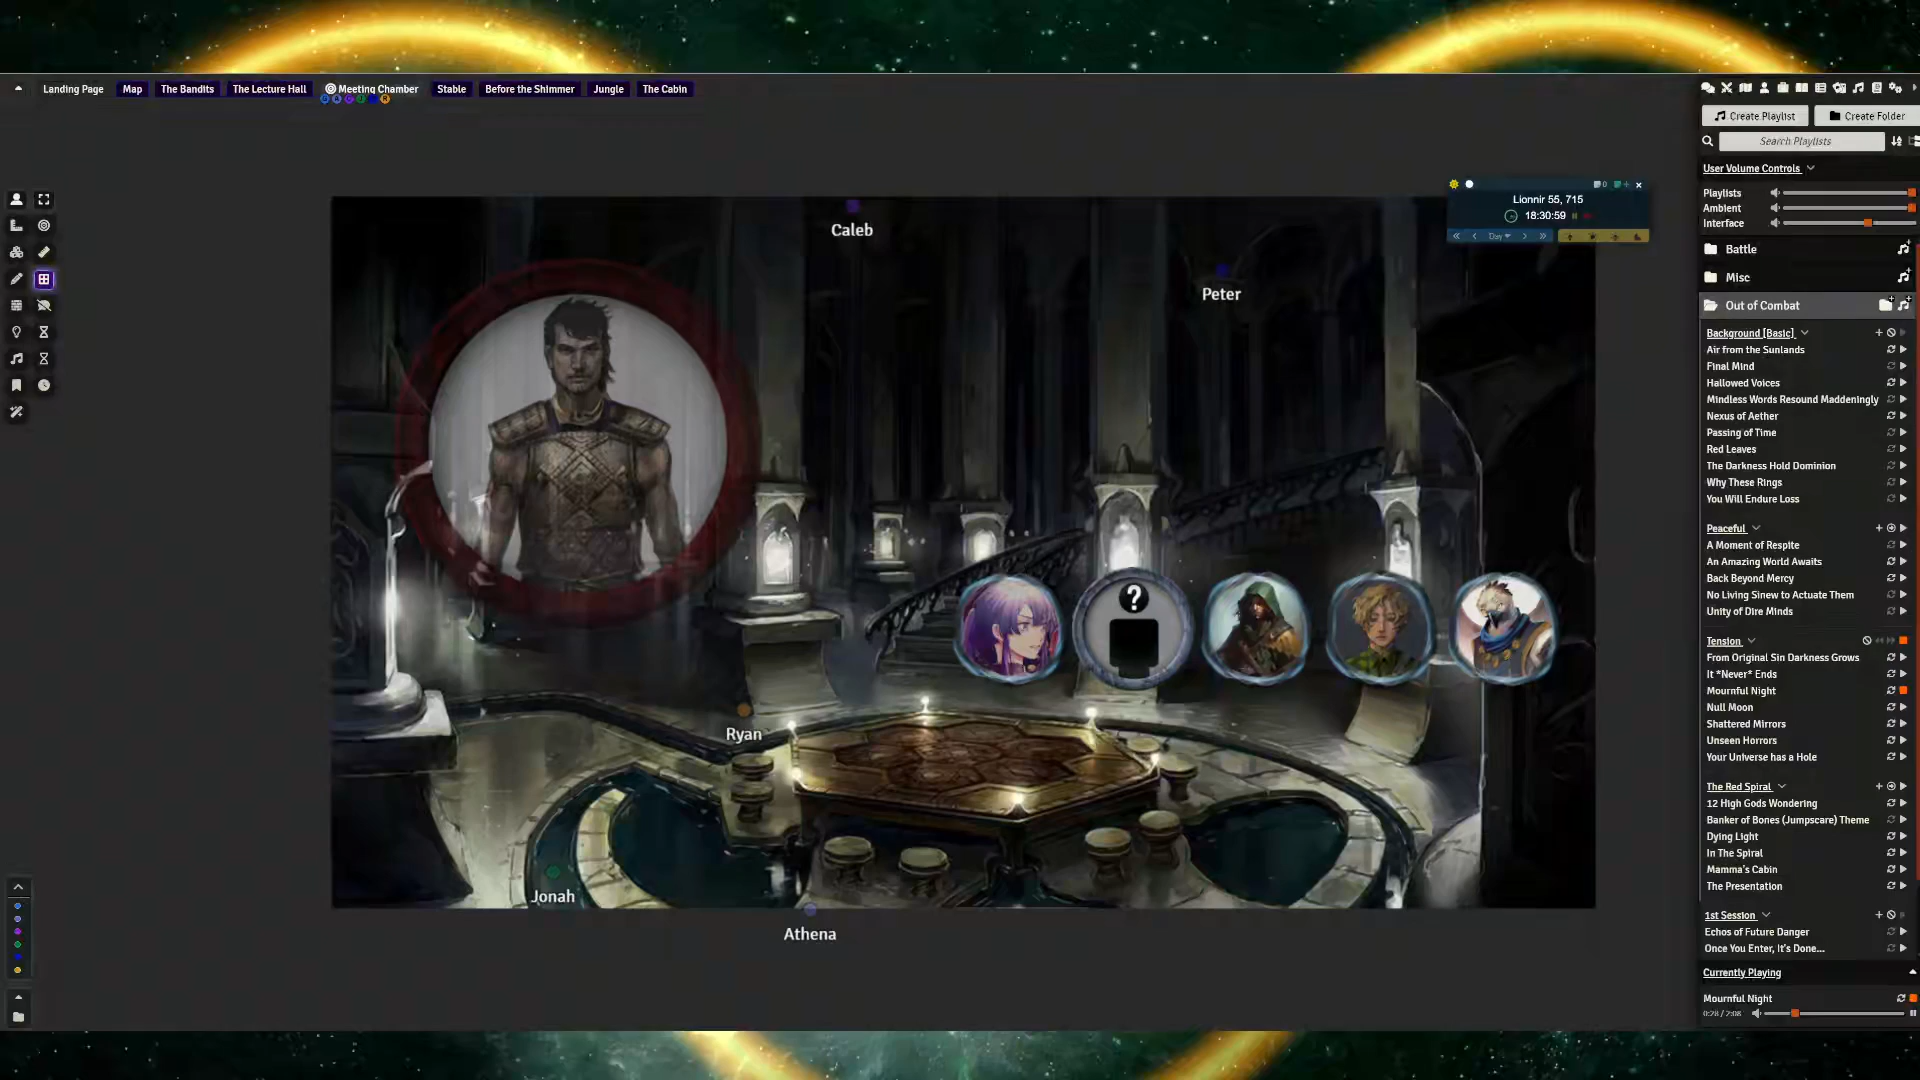 Landing Page
Map
The Bandits
The Lecture Hall
Meeting Chamber
Stable
Before the Shimmer
Jungle
The Cabin
Create Playlist
Create Folder
Search Playlists
User Volume Controls
Playlists
Ambient
Interface
Lionnir 55, 715
18:30:59
Day
Caleb
Peter
Ryan
Jonah
Athena
?
Battle
Misc
Out of Combat
Background [Basic]
Air from the Sunlands
Final Mind
Hallowed Voices
Mindless Words Resound Maddeningly
Nexus of Aether
Passing of Time
Red Leaves
The Darkness Hold Dominion
Why These Rings
You Will Endure Loss
Peaceful
A Moment of Respite
An Amazing World Awaits
Back Beyond Mercy
No Living Sinew to Actuate Them
Unity of Dire Minds
Tension
From Original Sin Darkness Grows
It *Never* Ends
Mournful Night
Null Moon
Shattered Mirrors
Unseen Horrors
Your Universe has a Hole
The Red Spiral
12 High Gods Wondering
Banker of Bones (Jumpscare) Theme
Dying Light
In The Spiral
Mamma's Cabin
The Presentation
1st Session
Echos of Future Danger
Once You Enter, It's Done...
Currently Playing
Mournful Night
0:28 / 2:08